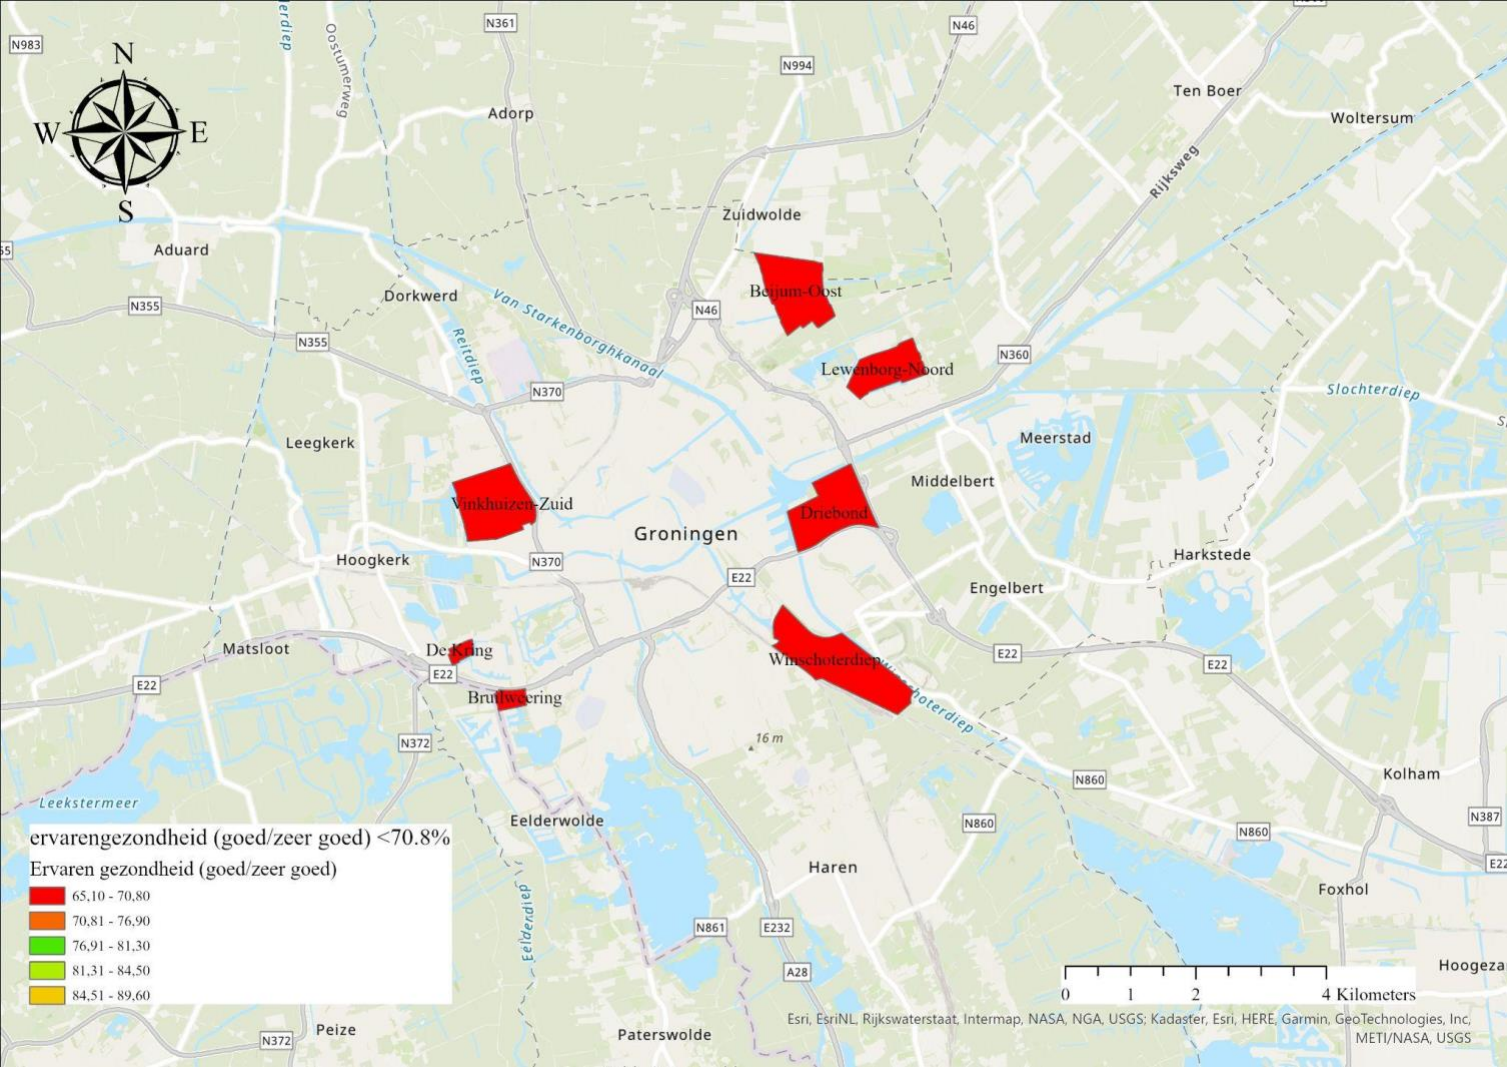 N361
N46
N983
N994
Oostumerweg
Ten Boer
Adorp
Woltersum
N
W
E
S
Rijksweg
Zuidwolde
Aduard
Beijum-Oost
Dorkwerd
Van Starkenborghkanaal
N355
N46
N355
Reitdiep
N360
Lewenborg-Noord
N370
Slochterdiep
Leegkerk
Meerstad
Middelbert
Vinkhuizen-Zuid
Driebond
Groningen
Hoogkerk
N370
E22
Harkstede
Engelbert
Matsloot
De Kring
E22
Winschoterdiep
E22
E22
E22
Bruilweering
N372
16 m
Kolham
N860
Leekstermeer
Eelderwolde
N860
N387
N860
ervarengezondheid (goed/zeer goed) <70.8%
Ervaren gezondheid (goed/zeer goed)
65,10 - 70,80
70,81 - 76,90
76,91 - 81,30
81,31 - 84,50
84,51 - 89,60
Haren
Foxhol
Eelderdiep
N861
E232
A28
0 1 2 4 Kilometers
Peize
N372
Paterswolde
Esri, EsriNL, Rijkswaterstaat, Intermap, NASA, NGA, USGS; Kadaster, Esri, HERE, Garmin, GeoTechnologies, Inc,
METI/NASA, USGS